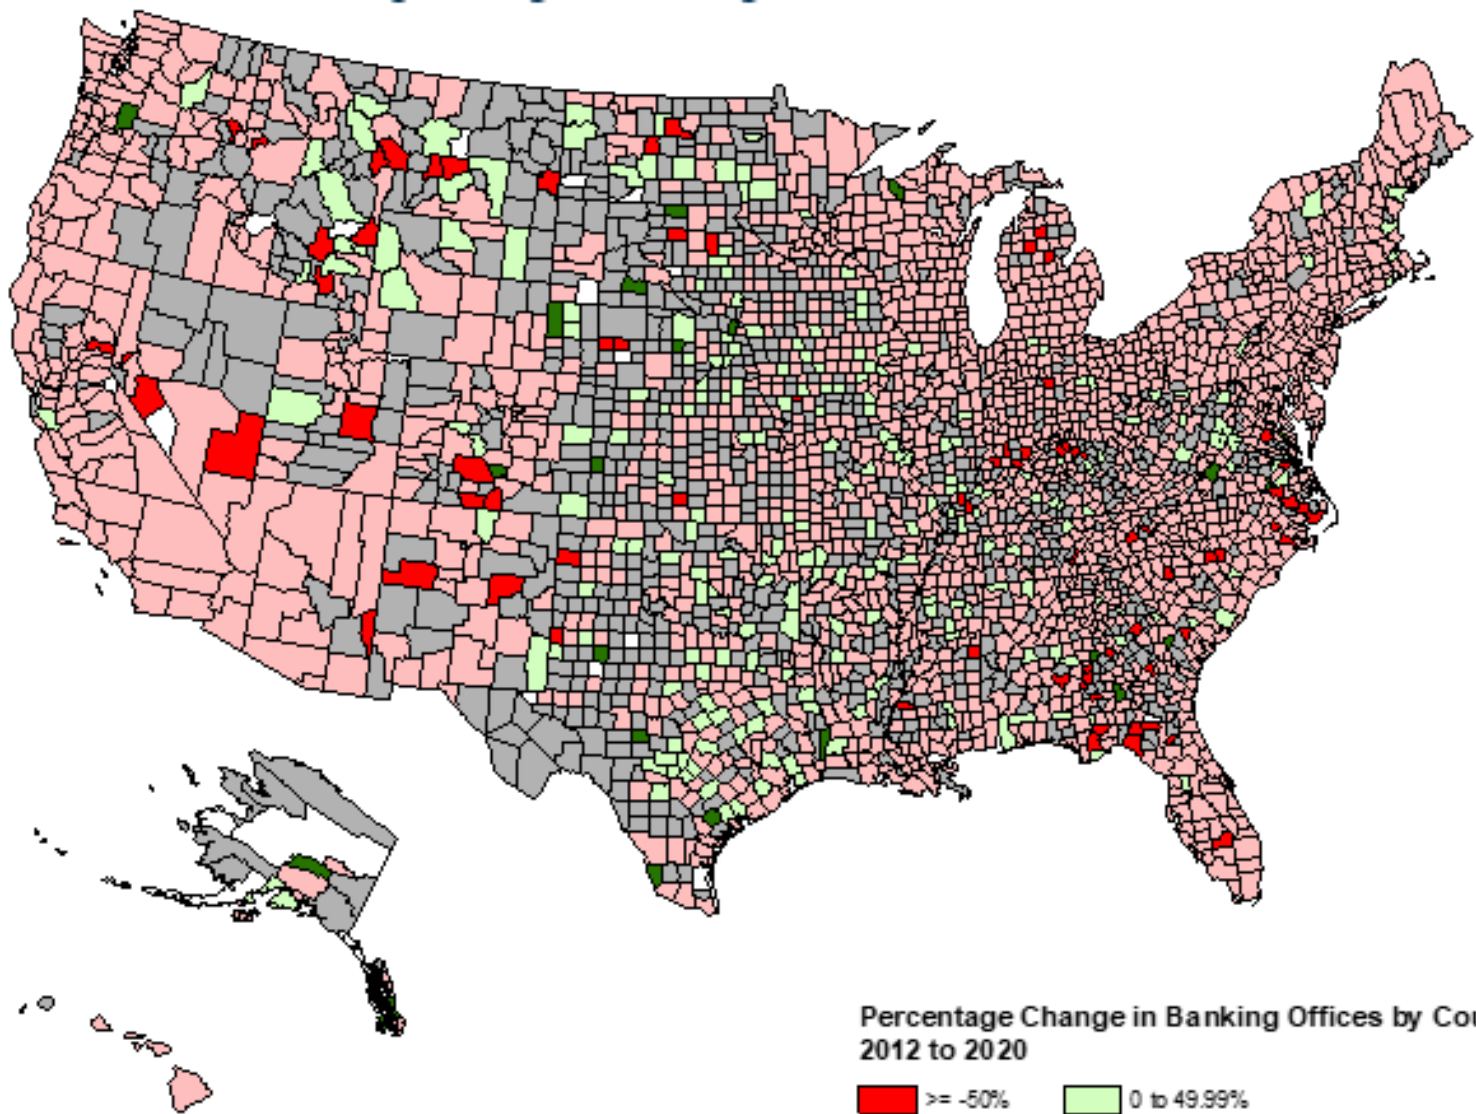 Percentage Change in Banking Offices by Cou
2012 to 2020
>= -50%
0 to 49.99%